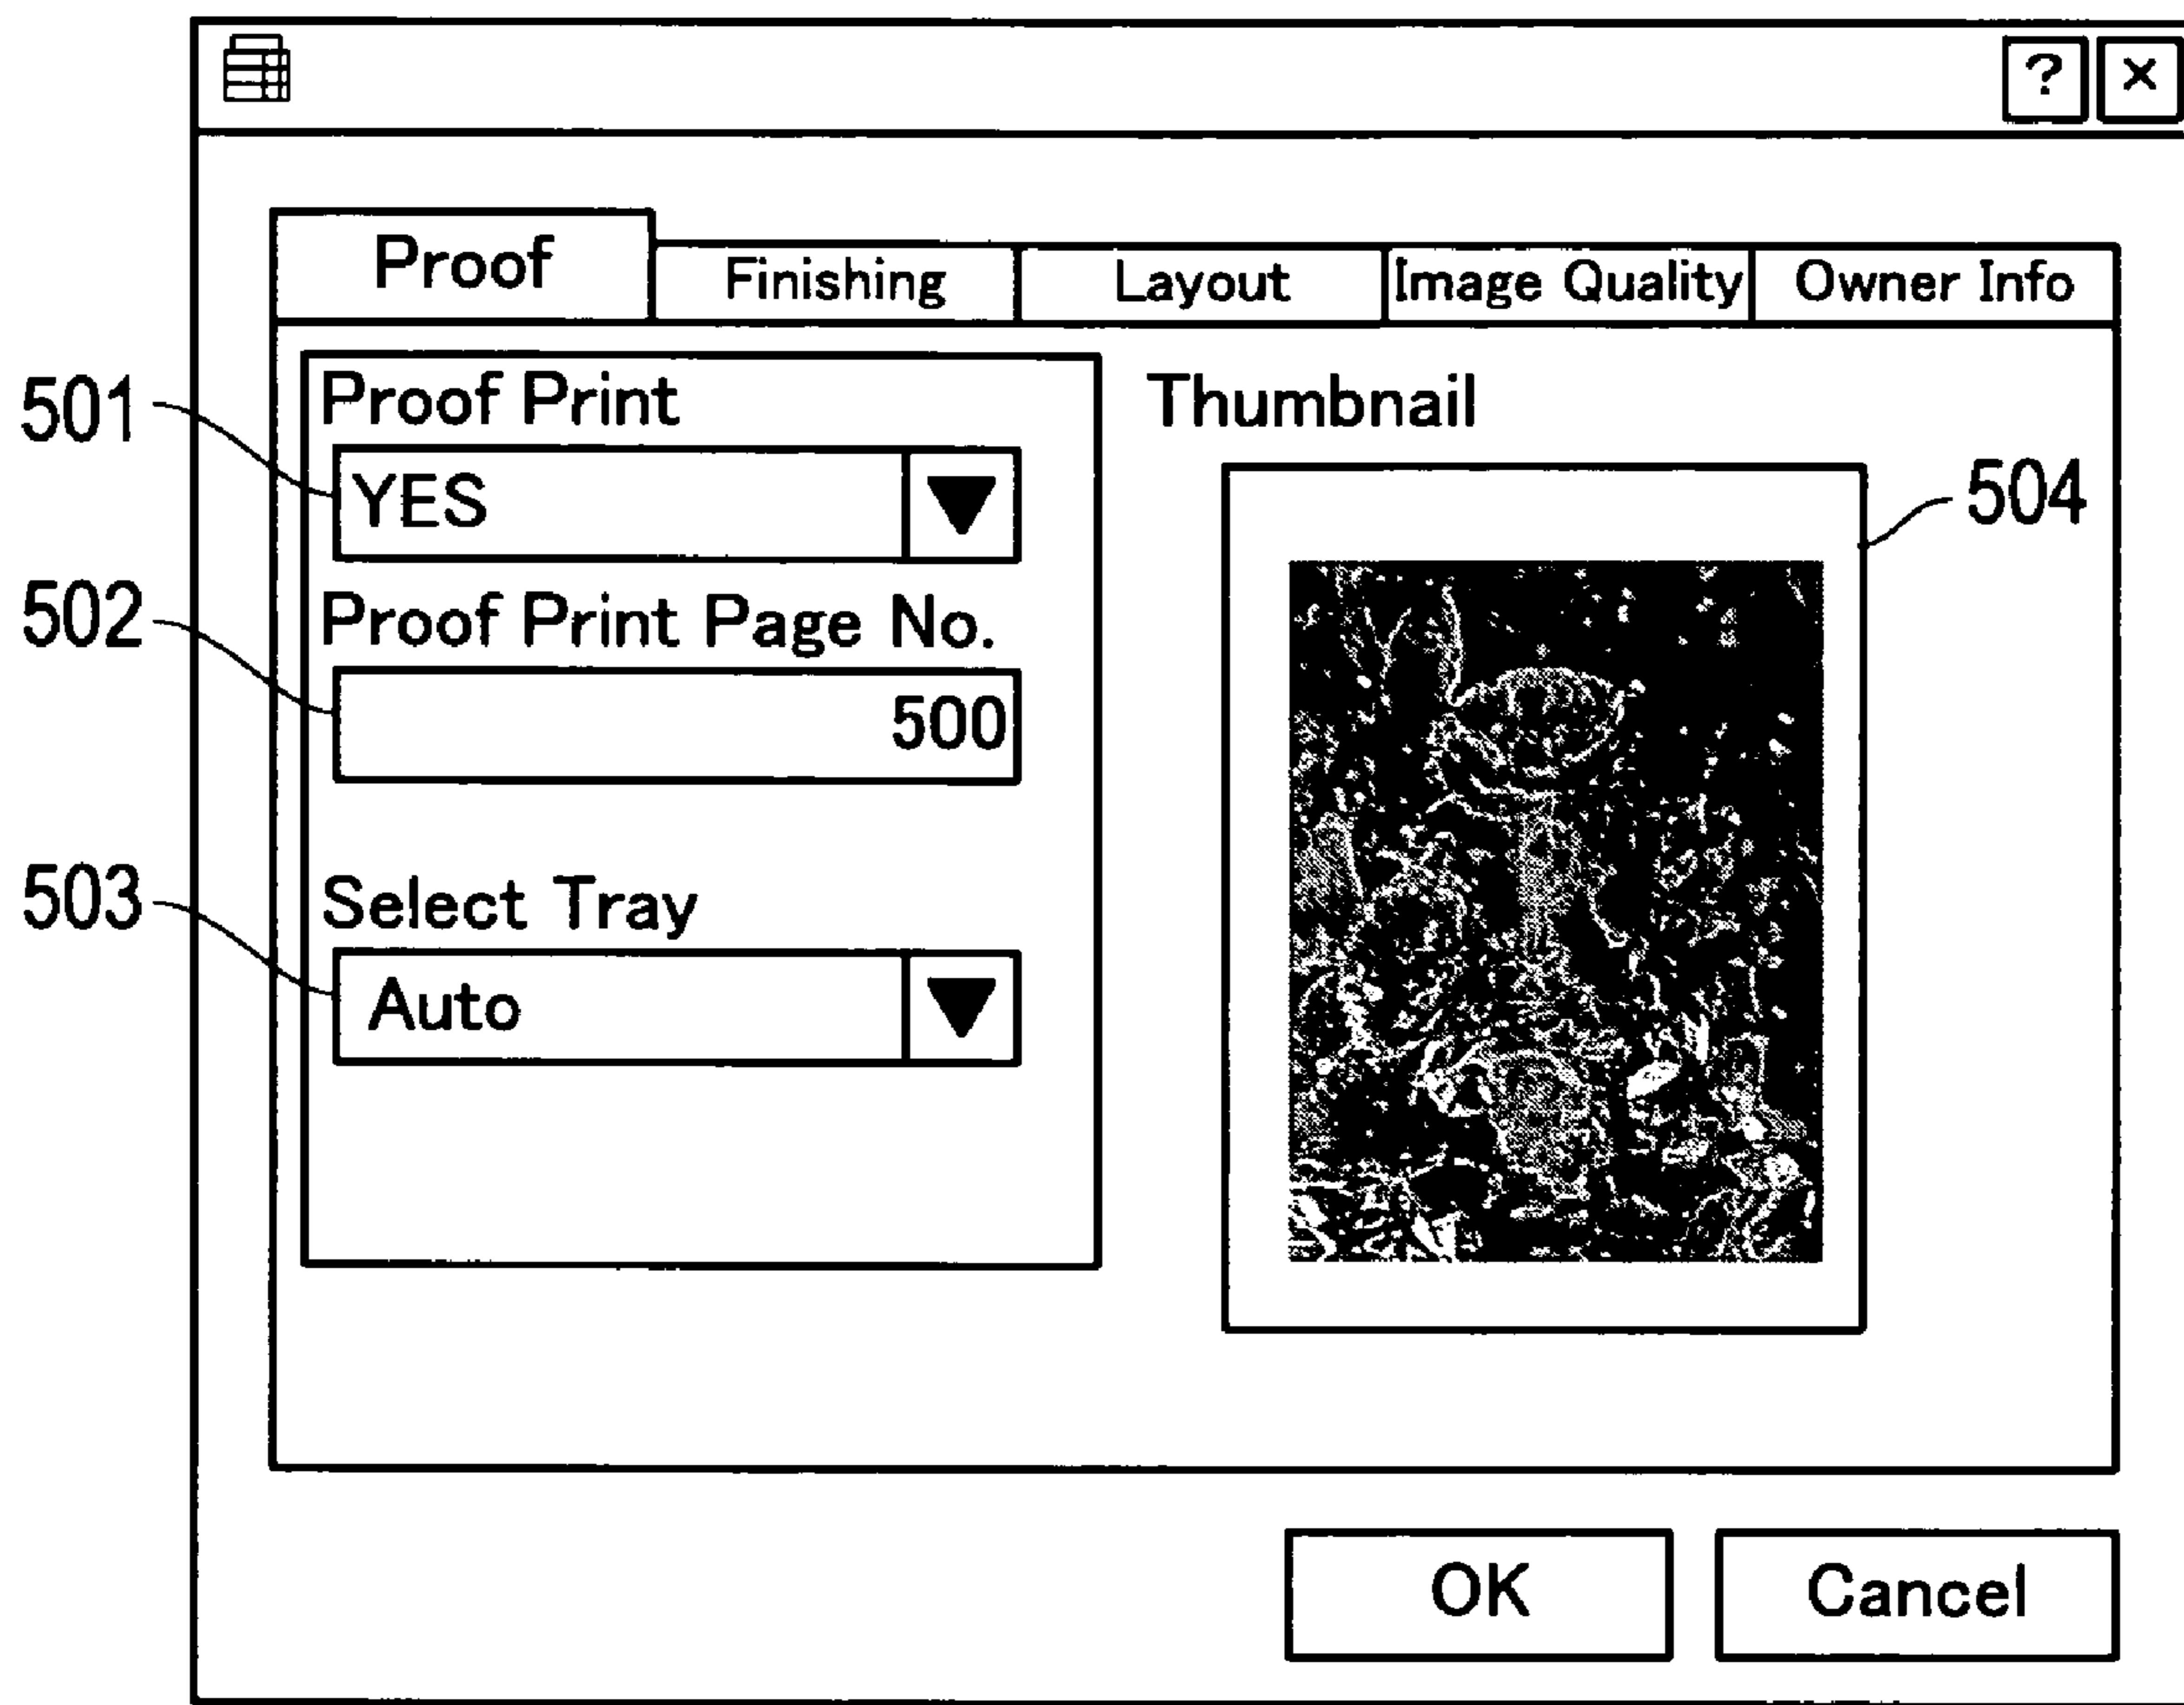 ? ×
Proof Finishing Layout Image Quality Owner Info
501
Proof Print
YES
502
Proof Print Page No.
500
503
Select Tray
Auto
Thumbnail
504
OK Cancel